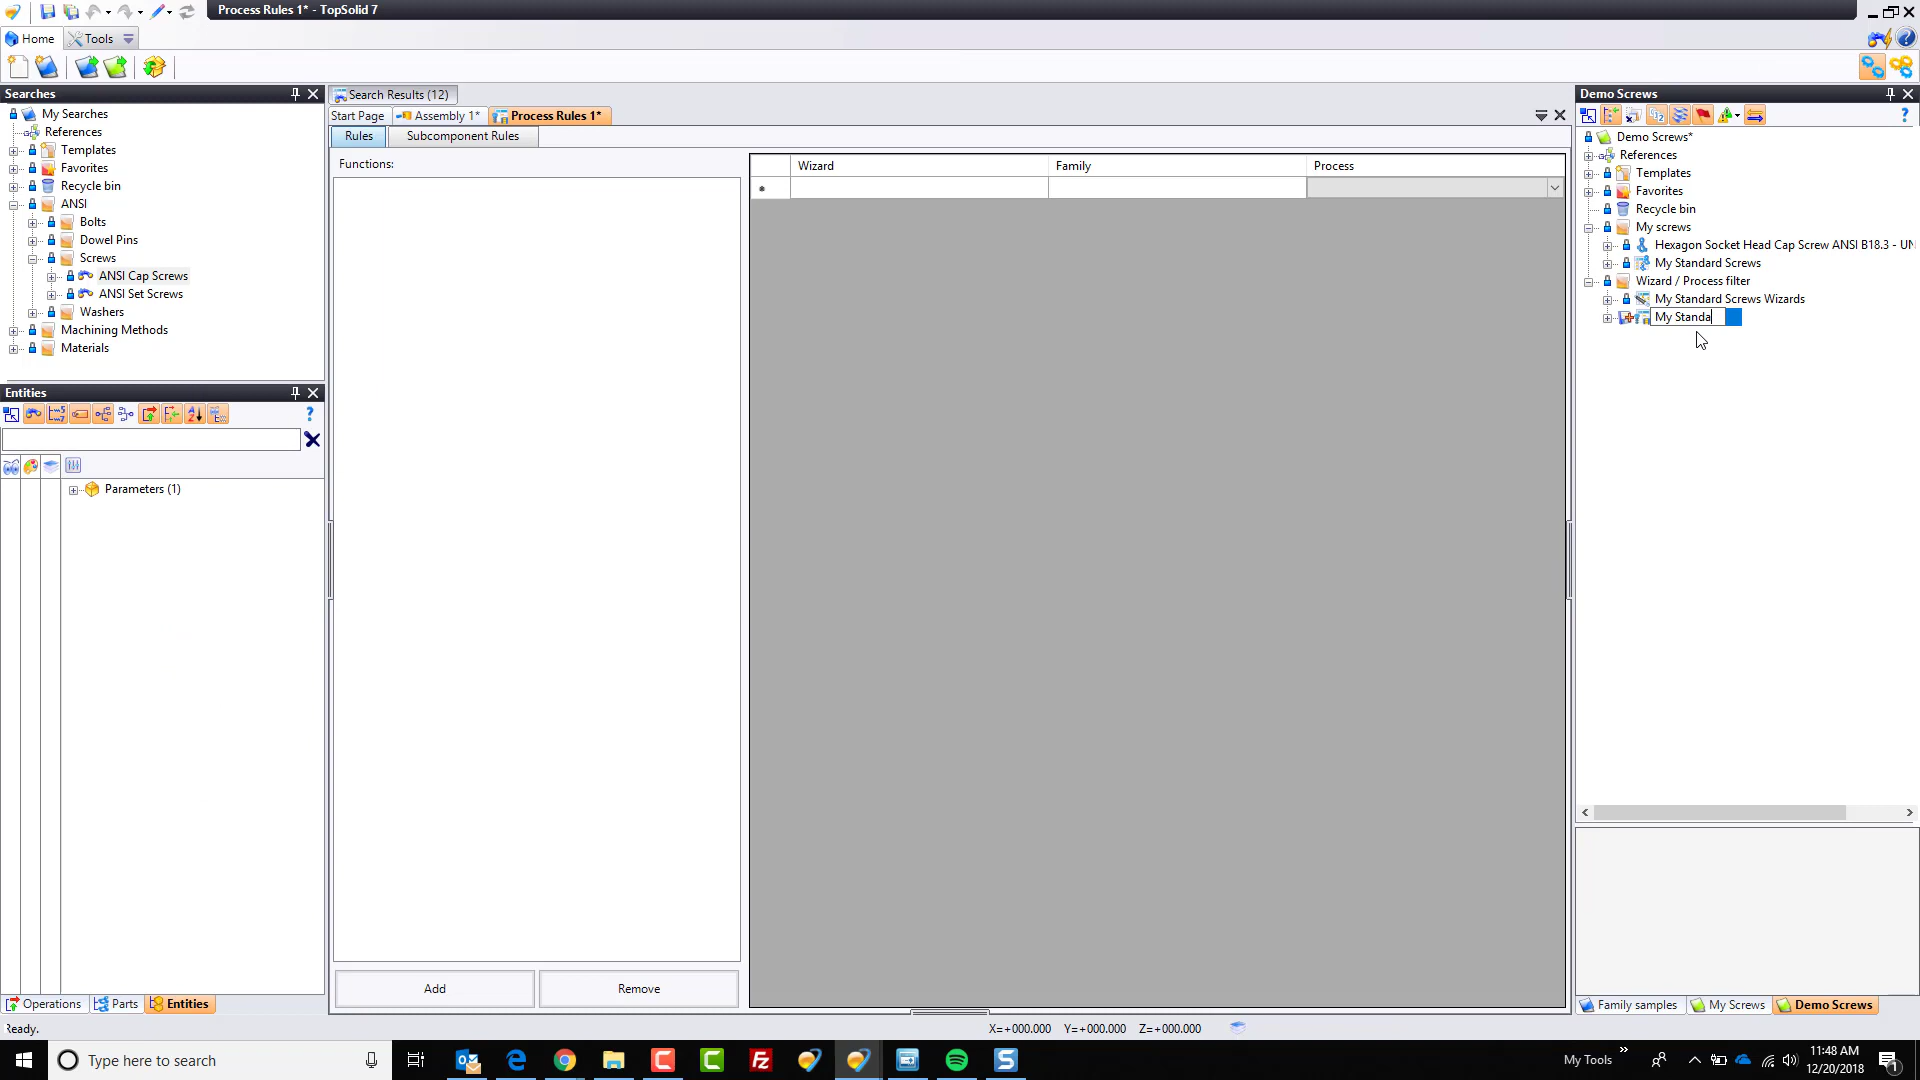 Process Rules 1* - TopSolid 7
Home
Tools
Searches
My Searches
References
Templates
Favorites
Recycle bin
ANSI
Bolts
Dowel Pins
Screws
ANSI Cap Screws
ANSI Set Screws
Washers
Machining Methods
Materials
Entities
Parameters (1)
Operations
Parts
Entities
Search Results (12)
Start Page
Assembly 1*
Process Rules 1*
Rules
Subcomponent Rules
Functions:
Wizard
Family
Process
Add
Remove
Demo Screws
Demo Screws*
References
Templates
Favorites
Recycle bin
My screws
Hexagon Socket Head Cap Screw ANSI B18.3 - UN
My Standard Screws
Wizard / Process filter
My Standard Screws Wizards
My Standa
Family samples
My Screws
Demo Screws
Ready.
X=+000.000 Y=+000.000 Z=+000.000
Type here to search
My Tools
11:48 AM
12/20/2018
1